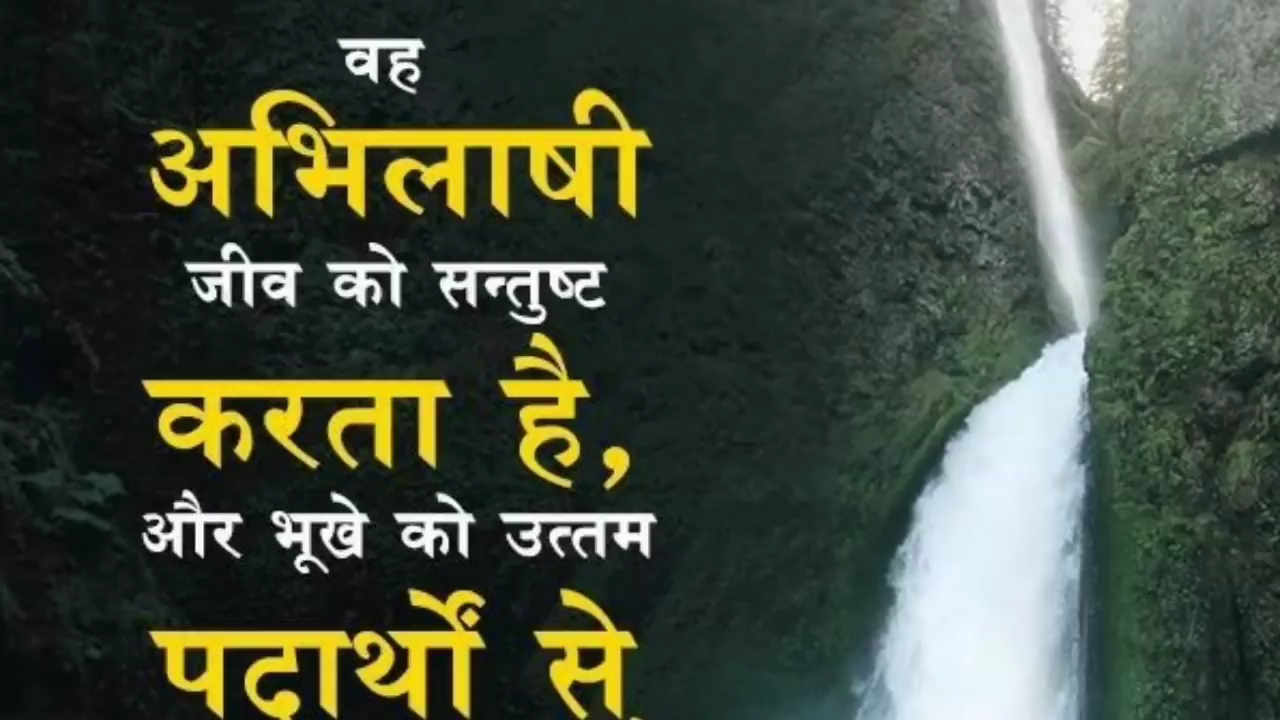 वह
अभिलाषी
जीव को सन्तुष्ट
करता है,
और भूखे को उत्तम
पदार्थों से